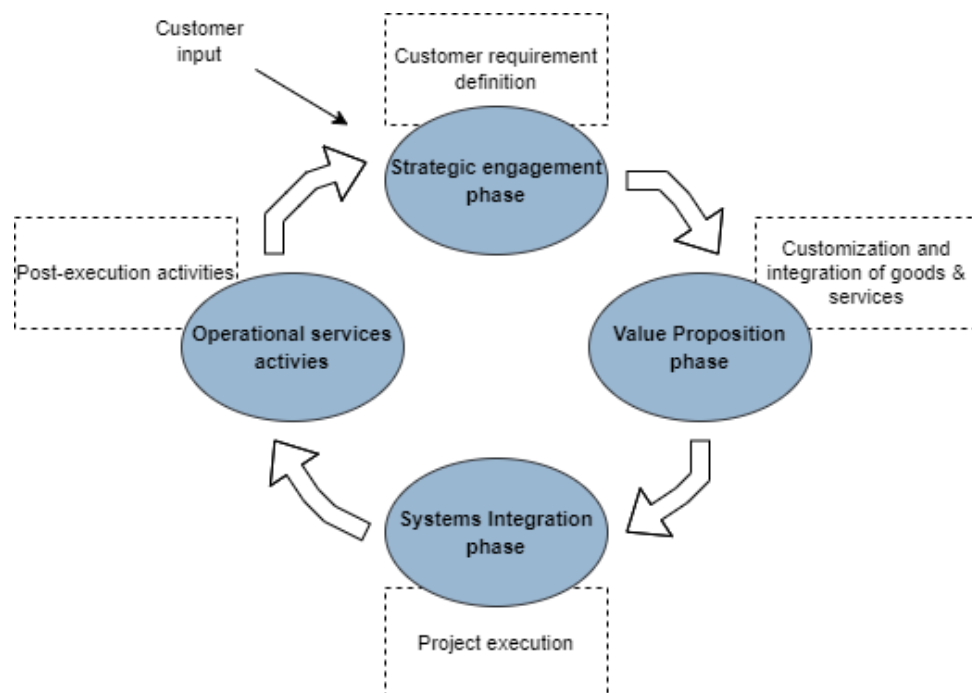 Customer
input
Customer requirement
definition
Strategic engagement
phase
Post-execution activities
Customization and
integration of goods &
services
Operational services
activies
Value Proposition
phase
Systems Integration
phase
Project execution